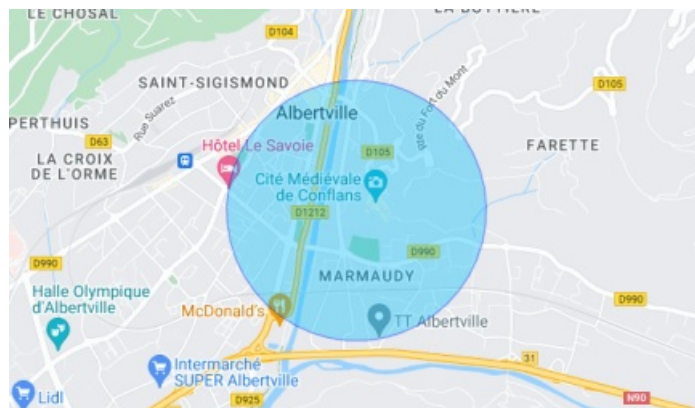 LE CHOSAL
LA BOTTIÈRE
D104
SAINT-SIGISMOND
D105
Albertville
Rue Suarez
PERTHUIS
D63
LA CROIX
DE L'ORME
Hôtel Le Savoie
D105
rte du Fort du Mont
FARETTE
Cité Médiévale
de Conflans
D1212
D990
D990
MARMAUDY
D990
Halle Olympique
d'Albertville
McDonald's
TT Albertville
Intermarché
SUPER Albertville
31
Lidl
D925
N90